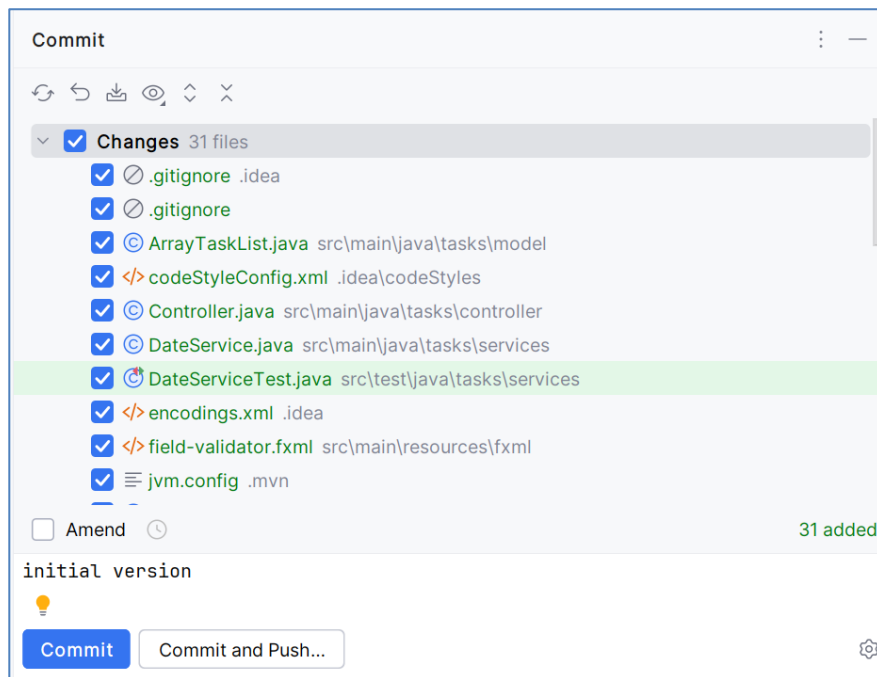 Commit
Changes 31 files
.gitignore .idea
.gitignore
ArrayTaskList.java src\main\java\tasks\model
codeStyleConfig.xml .idea\codeStyles
Controller.java src\main\java\tasks\controller
DateService.java src\main\java\tasks\services
DateServiceTest.java src\test\java\tasks\services
encodings.xml .idea
field-validator.fxml src\main\resources\fxml
jvm.config .mvn
Amend 31 added
initial version
Commit Commit and Push...